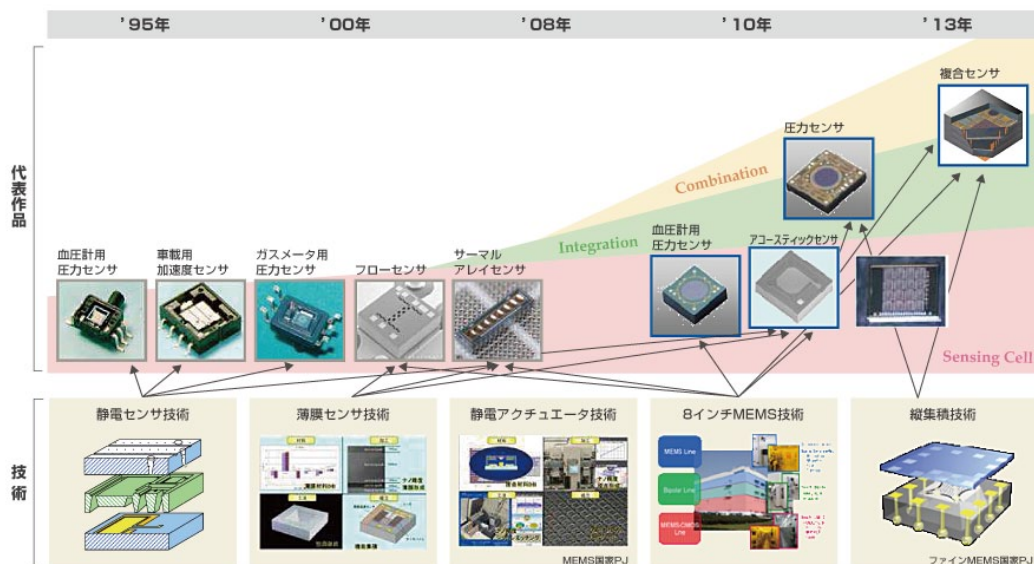 '95年
'00年
'08年
'10年
'13年
代表作品
複合センサ
圧力センサ
Combination
Integration
Sensing Cell
血圧計用
圧力センサ
車載用
加速度センサ
ガスメータ用
圧力センサ
フローセンサ
サーマル
アレイセンサ
血圧計用
圧力センサ
アコースティックセンサ
技術
静電センサ技術
薄膜センサ技術
静電アクチュエータ技術
8インチMEMS技術
縦集積技術
MEMS Line
Bipolar Line
MEMS/CMOS
Line
MEMS国家PJ
ファインMEMS国家PJ